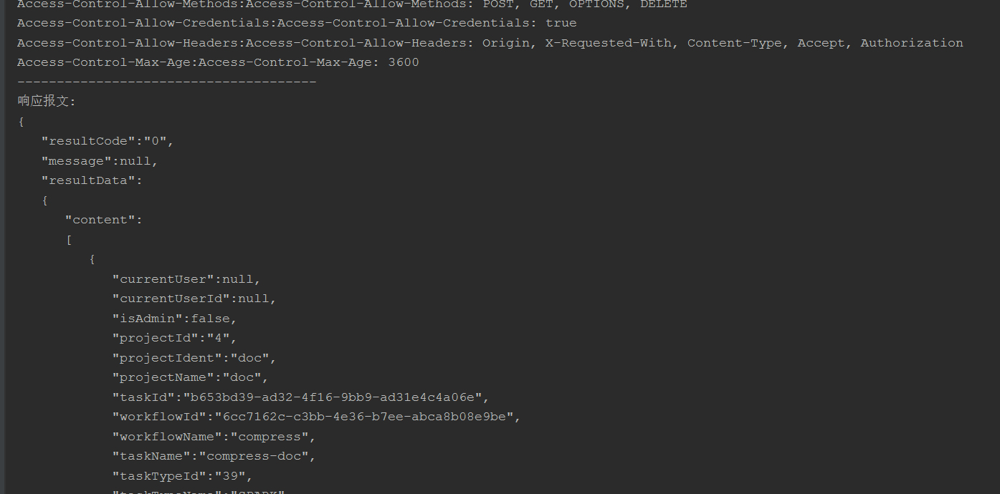 Access-Control-Allow-Methods:Access-Control-Allow-Methods: POST, GET, OPTIONS, DELETE
Access-Control-Allow-Credentials:Access-Control-Allow-Credentials: true
Access-Control-Allow-Headers:Access-Control-Allow-Headers: Origin, X-Requested-With, Content-Type, Accept, Authorization
Access-Control-Max-Age:Access-Control-Max-Age: 3600
--------------------------------------
响应报文:
{
"resultCode":"0",
"message":null,
"resultData":
{
"content":
[
{
"currentUser":null,
"currentUserId":null,
"isAdmin":false,
"projectId":"4",
"projectIdent":"doc",
"projectName":"doc",
"taskId":"b653bd39-ad32-4f16-9bb9-ad31e4c4a06e",
"workflowId":"6cc7162c-c3bb-4e36-b7ee-abca8b08e9be",
"workflowName":"compress",
"taskName":"compress-doc",
"taskTypeId":"39",
"taskTypeName":"SPARK"